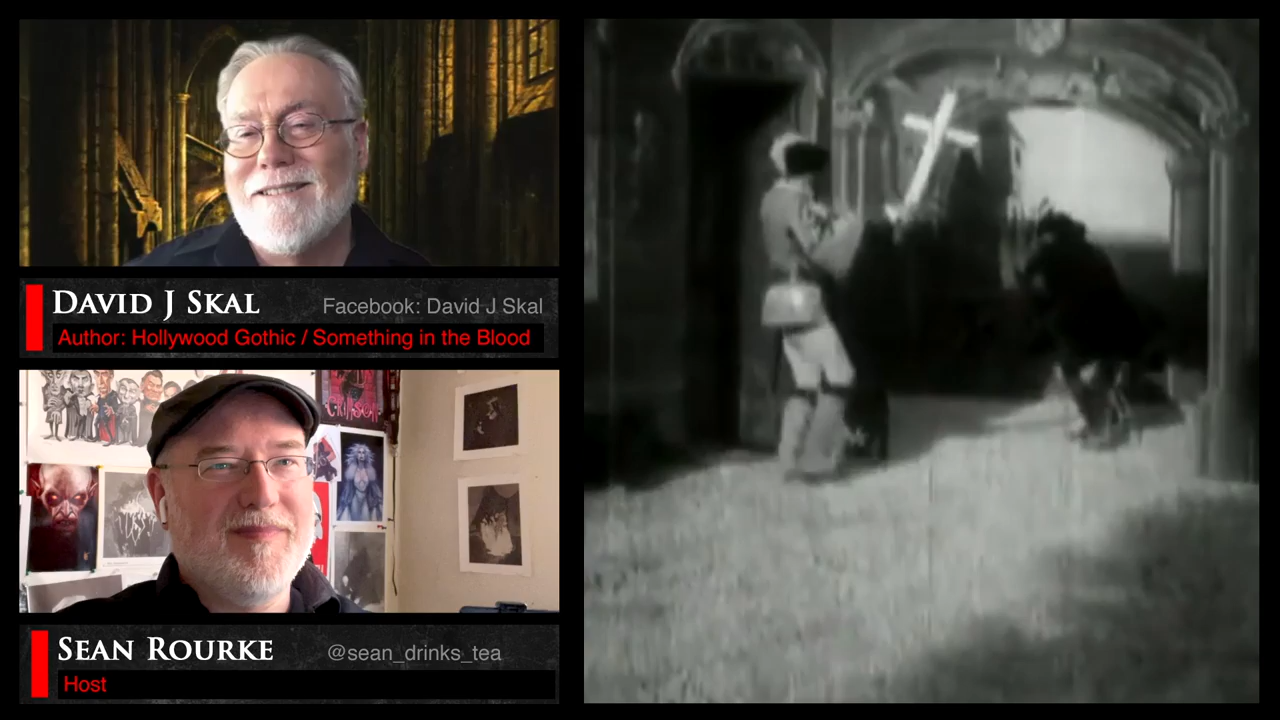 DAVID J SKAL
Facebook: David J Skal
Author: Hollywood Gothic / Something in the Blood
SEAN ROURKE
@sean_drinks_tea
Host